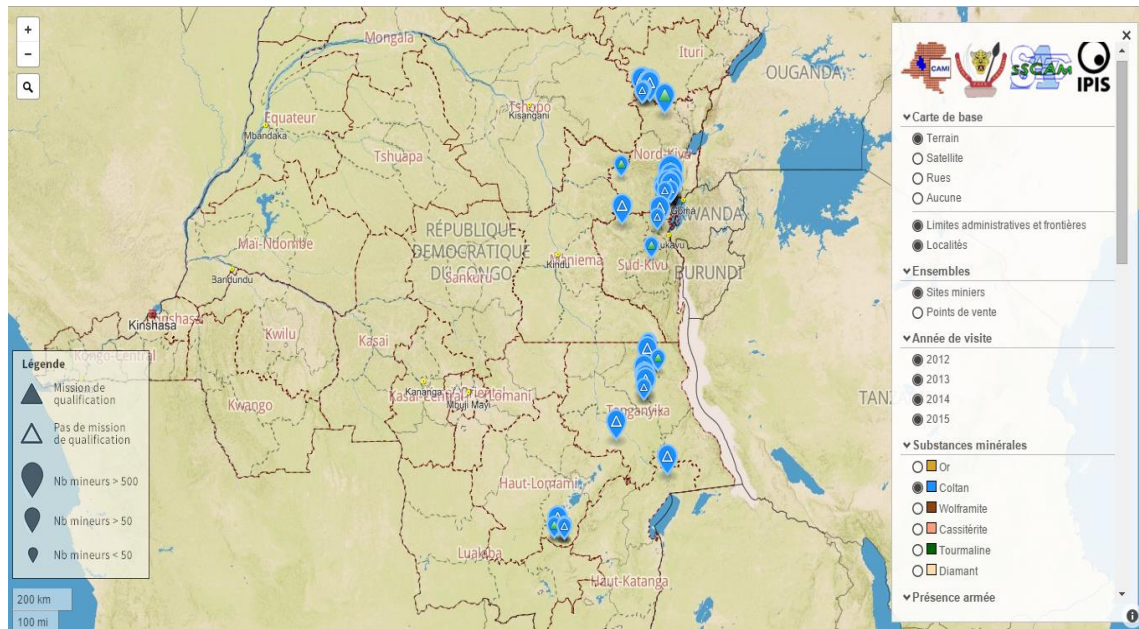 +
−
Mongala
Ituri
OUGANDA
Tshopo
Kisangani
Equateur
Mbandaka
Tshuapa
Nord-Kivu
RWANDA
Goma
RÉPUBLIQUE
DÉMOCRATIQUE
DU CONGO
Mai-Ndombe
Bandundu
Sankuru
Kindu
Maniema
Sud-Kivu
BURUNDI
Kinshasa
Kinshasa
Kongo-Central
Kwilu
Kasai
Kwango
Kananga
Kasai-Central
Mbuji Mayi
Lomami
Tanganyika
Haut-Lomami
Lualaba
Haut-Katanga
Légende
Mission de
qualification
Pas de mission
de qualification
Nb mineurs > 500
Nb mineurs > 50
Nb mineurs < 50
200 km
100 mi
×
CAMI
SSCAM
IPIS
Carte de base
Terrain
Satellite
Rues
Aucune
Limites administratives et frontières
Localités
Ensembles
Sites miniers
Points de vente
Année de visite
2012
2013
2014
2015
Substances minérales
Or
Coltan
Wolframite
Cassitérite
Tourmaline
Diamant
Présence armée
i